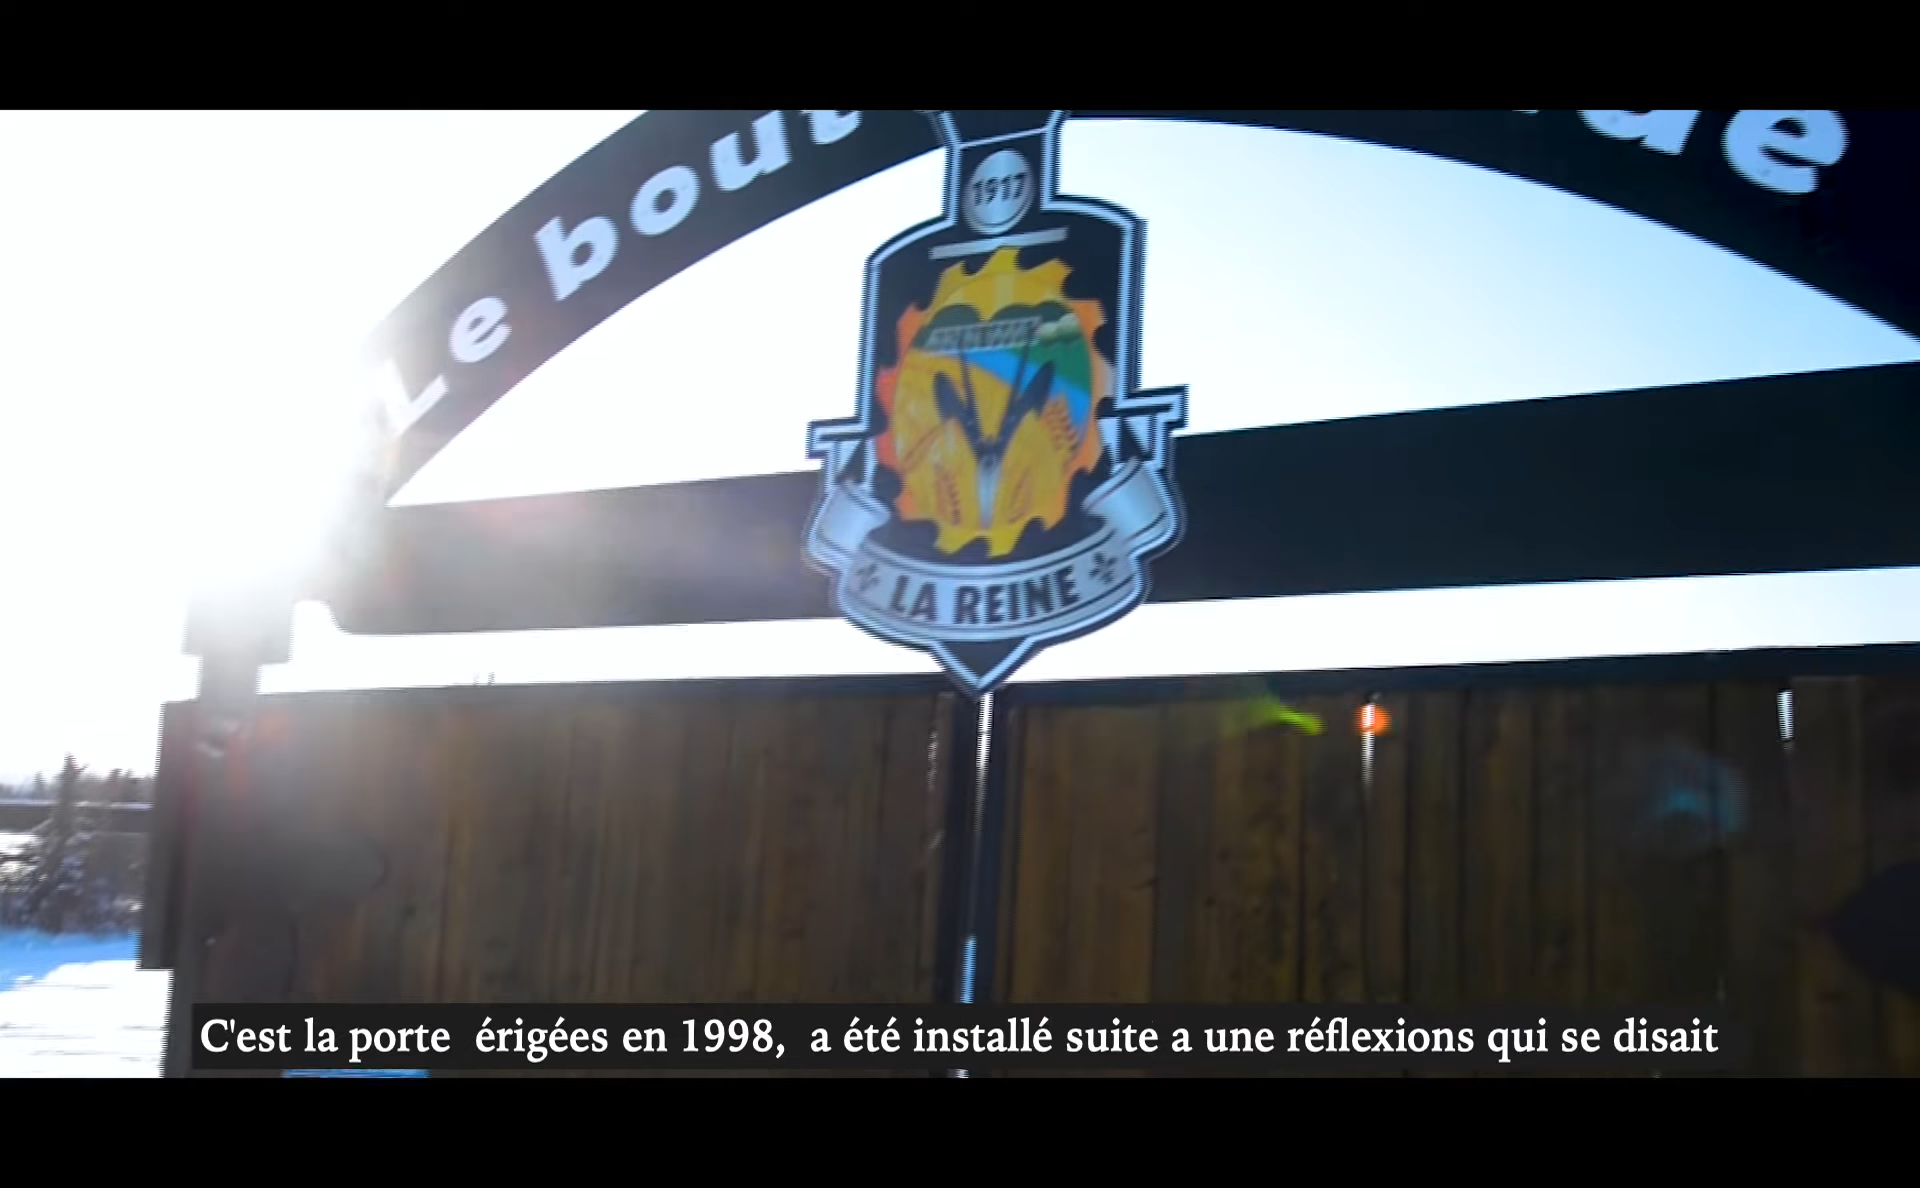 Le bout
de
1917
LA REINE
C'est la porte  érigées en 1998,  a été installé suite a une réflexions qui se disait